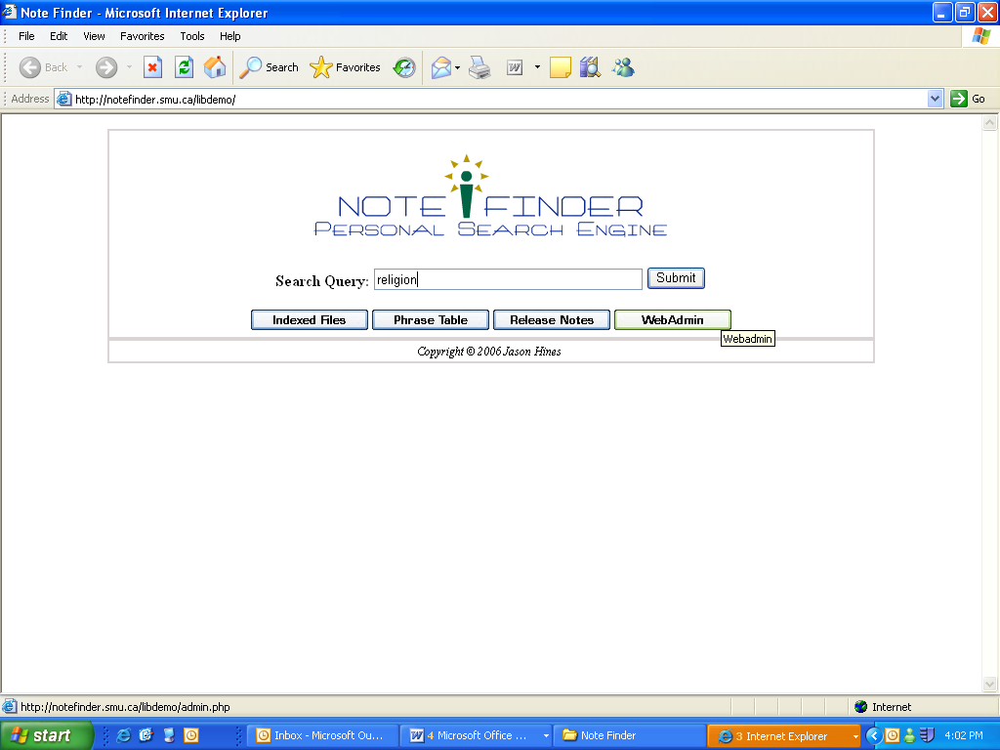 Note Finder - Microsoft Internet Explorer
File Edit View Favorites Tools Help
Back Search Favorites
Address http://notefinder.smu.ca/libdemo/ Go
NOTE FINDER
PERSONAL SEARCH ENGINE
Search Query: religion Submit
Indexed Files Phrase Table Release Notes WebAdmin
Webadmin
Copyright © 2006 Jason Hines
http://notefinder.smu.ca/libdemo/admin.php Internet
start Inbox - Microsoft Ou... 4 Microsoft Office ... Note Finder 3 Internet Explorer 4:02 PM